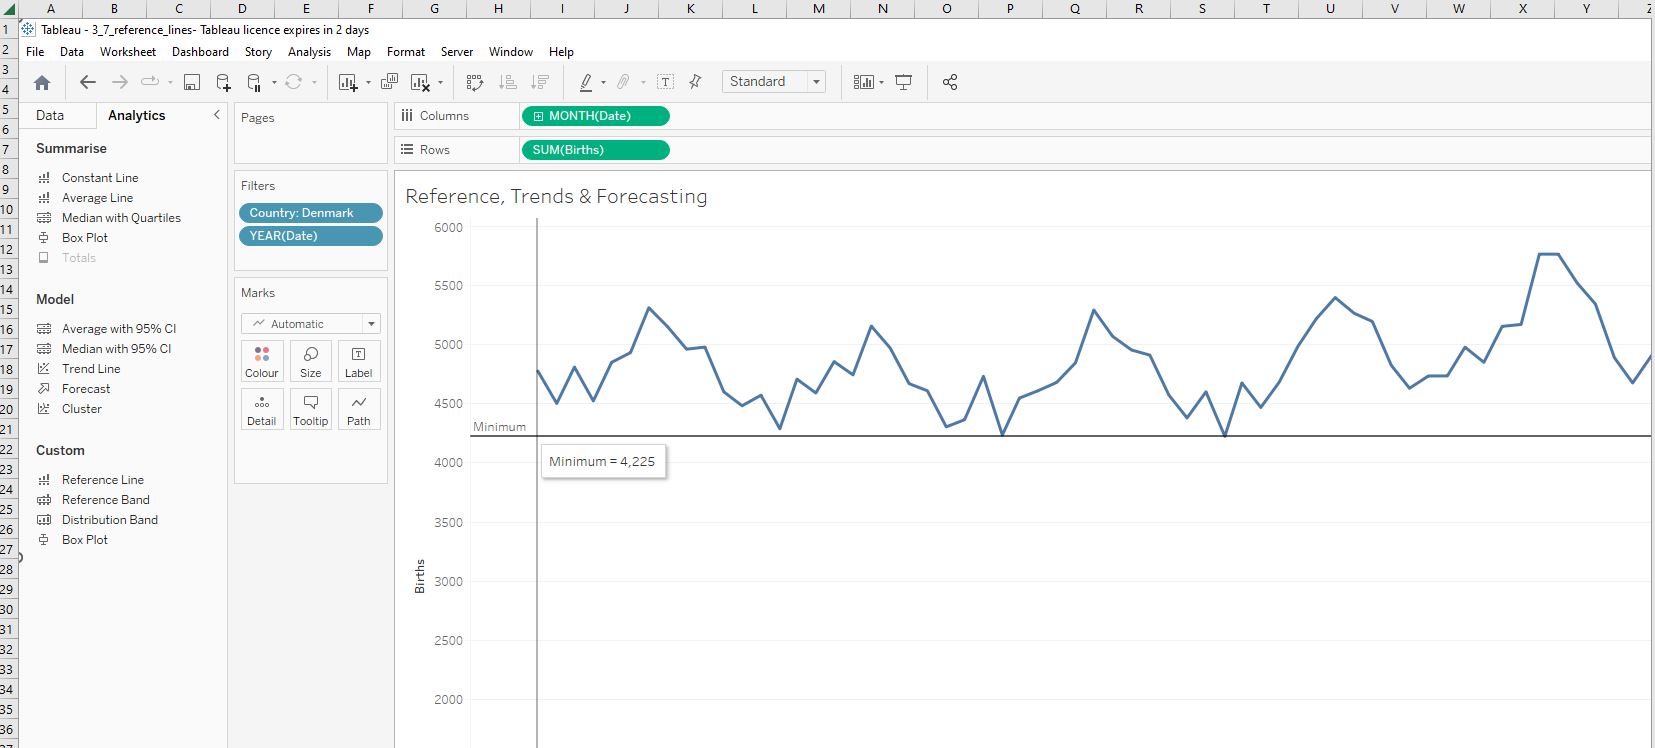 A B C D E F G H I J K L M N O P Q R S T U V W X Y Z
1
2
3
4
5
6
7
8
9
10
11
12
13
14
15
16
17
18
19
20
21
22
23
24
25
26
27
28
29
30
31
32
33
34
35
36
Tableau - 3_7_reference_lines- Tableau licence expires in 2 days
File Data Worksheet Dashboard Story Analysis Map Format Server Window Help
Standard
Data Analytics
Summarise
Constant Line
Average Line
Median with Quartiles
Box Plot
Totals
Model
Average with 95% CI
Median with 95% CI
Trend Line
Forecast
Cluster
Custom
Reference Line
Reference Band
Distribution Band
Box Plot
Pages
Filters
Country: Denmark
YEAR(Date)
Marks
Automatic
Colour Size Label
Detail Tooltip Path
Columns MONTH(Date)
Rows SUM(Births)
Reference, Trends & Forecasting
6000
5500
5000
4500
Minimum
Minimum = 4,225
4000
3500
3000
2500
2000
Births